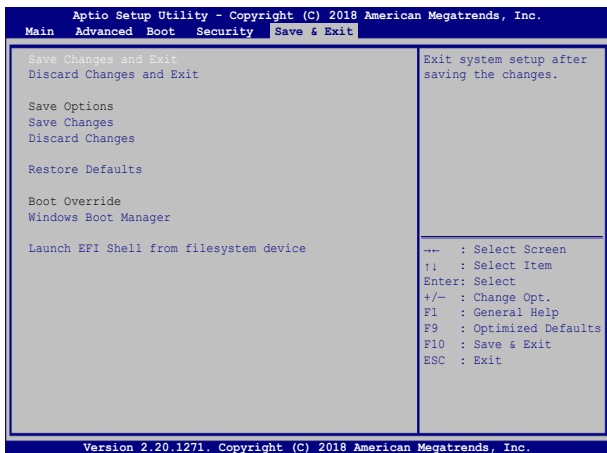 Aptio Setup Utility - Copyright (C) 2018 American Megatrends, Inc.
Main Advanced Boot Security Save & Exit
Save Changes and Exit
Discard Changes and Exit
Save Options
Save Changes
Discard Changes
Restore Defaults
Boot Override
Windows Boot Manager
Launch EFI Shell from filesystem device
Exit system setup after
saving the changes.
→← : Select Screen
↑↓ : Select Item
Enter: Select
+/— : Change Opt.
F1 : General Help
F9 : Optimized Defaults
F10 : Save & Exit
ESC : Exit
Version 2.20.1271. Copyright (C) 2018 American Megatrends, Inc.